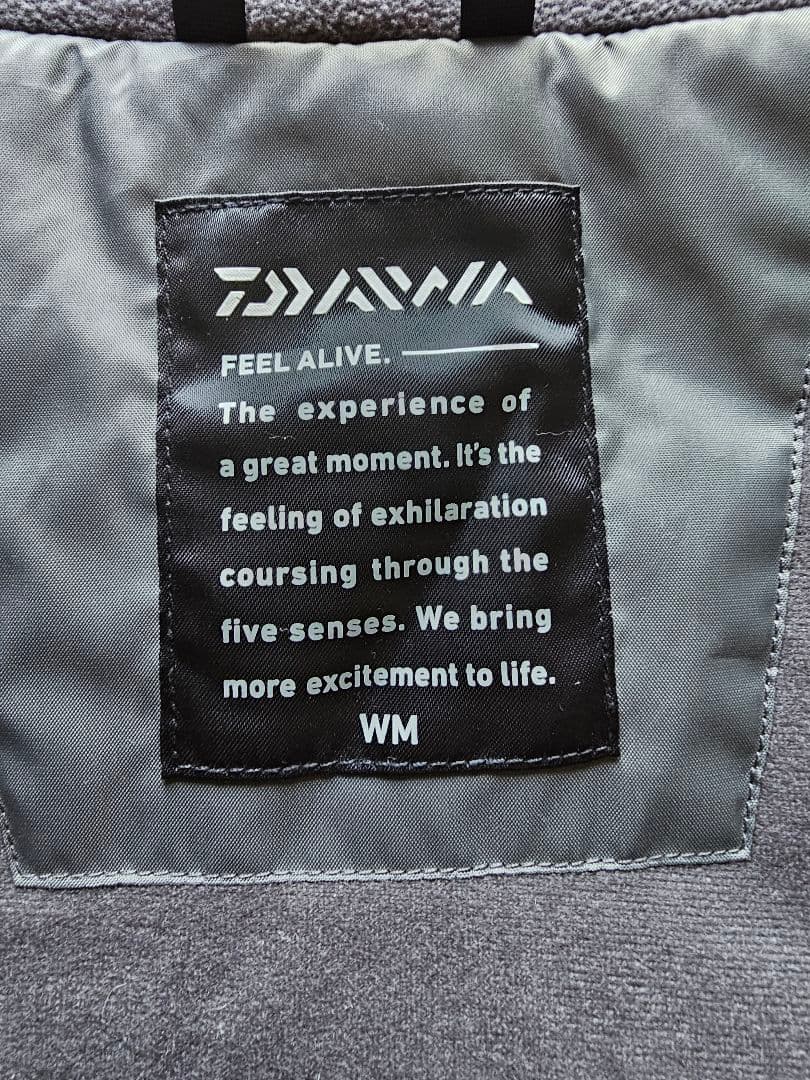 DAIWA
FEEL ALIVE.
The experience of
a great moment. It's the
feeling of exhilaration
coursing through the
five senses. We bring
more excitement to life.
WM